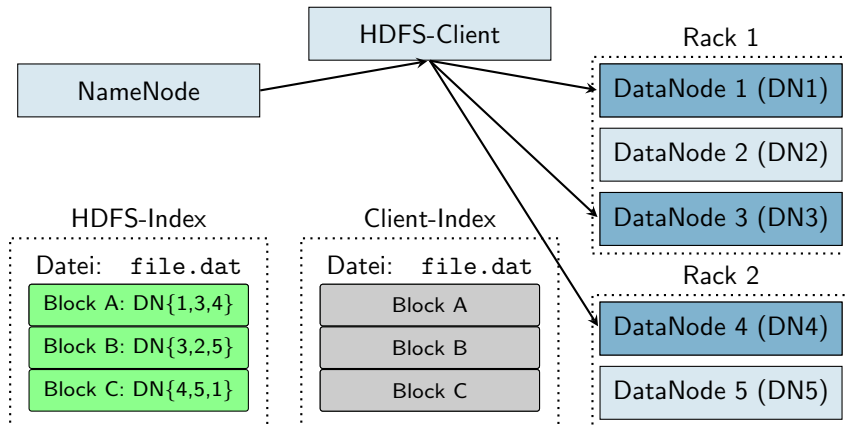 HDFS-Client
NameNode
Rack 1
DataNode 1 (DN1)
DataNode 2 (DN2)
DataNode 3 (DN3)
HDFS-Index
Datei: file.dat
Block A: DN{1,3,4}
Block B: DN{3,2,5}
Block C: DN{4,5,1}
Client-Index
Datei: file.dat
Block A
Block B
Block C
Rack 2
DataNode 4 (DN4)
DataNode 5 (DN5)